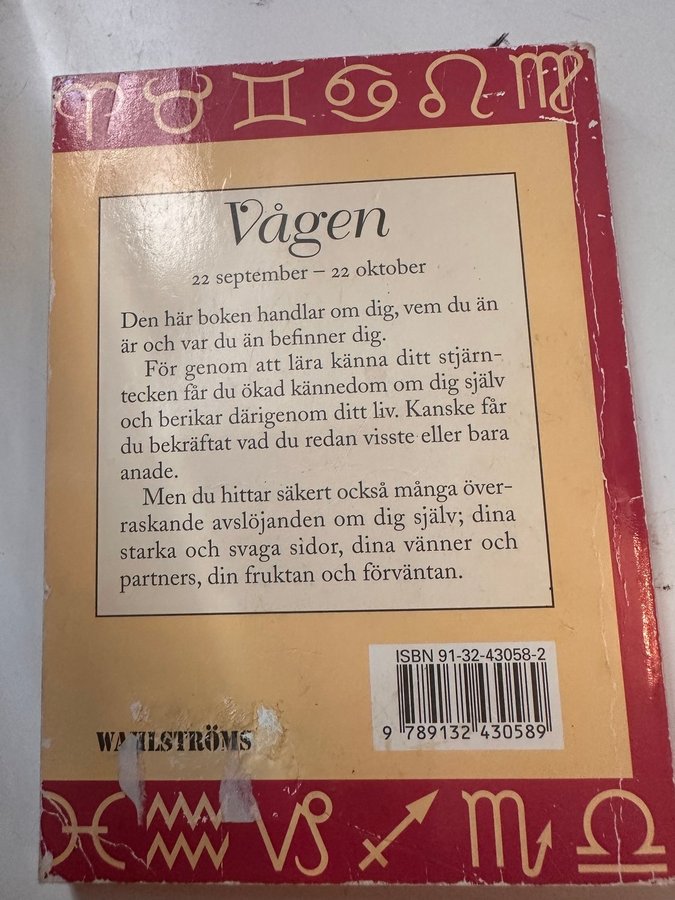 Vågen
22 september – 22 oktober
Den här boken handlar om dig, vem du än
är och var du än befinner dig.
För genom att lära känna ditt stjärn-
tecken får du ökad kännedom om dig själv
och berikar därigenom ditt liv. Kanske får
du bekräftat vad du redan visste eller bara
anade.
Men du hittar säkert också många över-
raskande avslöjanden om dig själv; dina
starka och svaga sidor, dina vänner och
partners, din fruktan och förväntan.
ISBN 91-32-43058-2
9 789132 430589
WAHLSTRÖMS